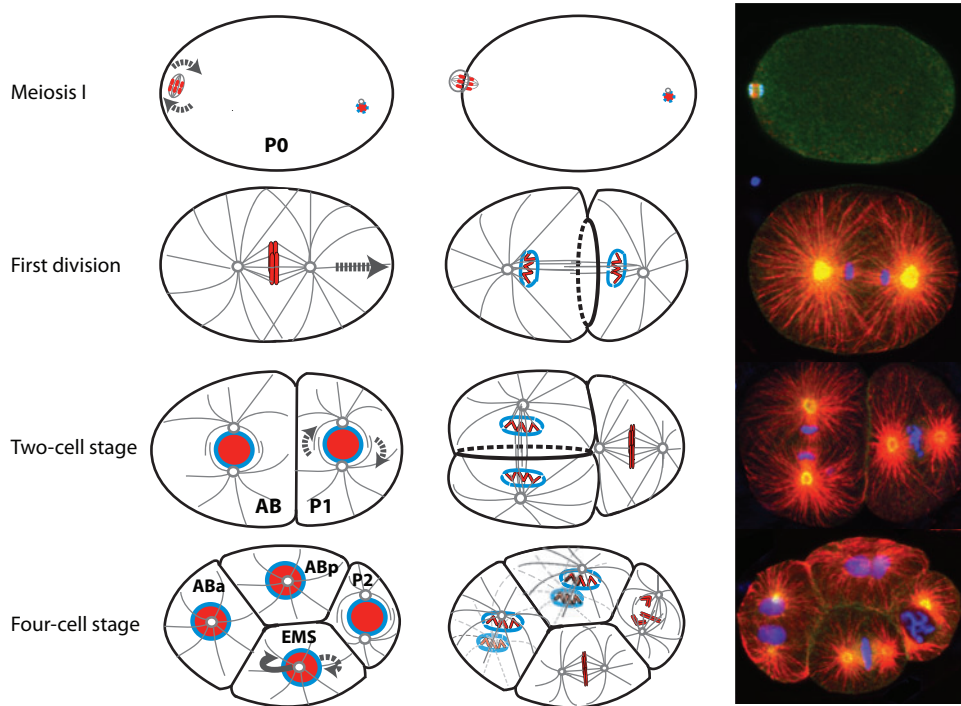 Meiosis I
P0
First division
Two-cell stage
AB
P1
Four-cell stage
ABa
ABp
P2
EMS